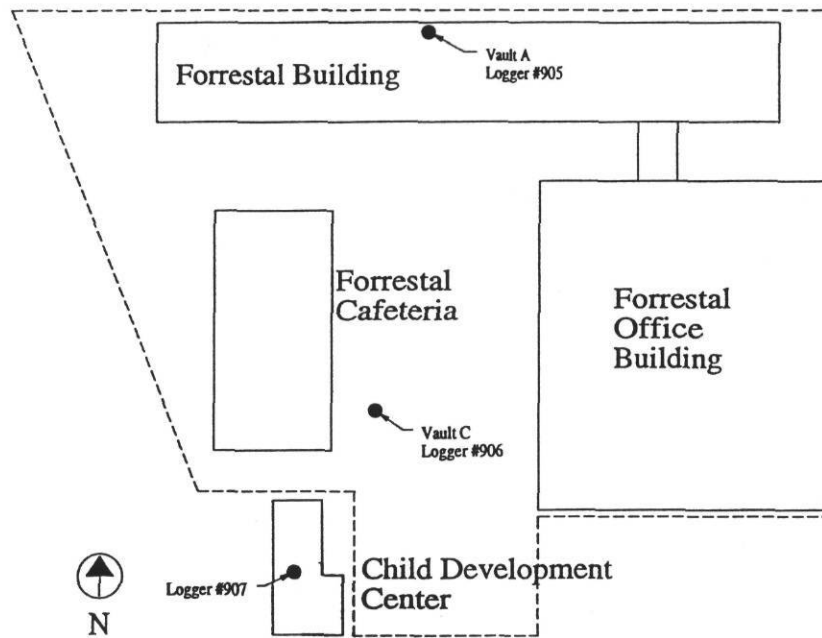 Vault A
Logger #905
Forrestal Building
Forrestal
Cafeteria
Forrestal
Office
Building
Vault C
Logger #906
Logger #907
Child Development
Center
N